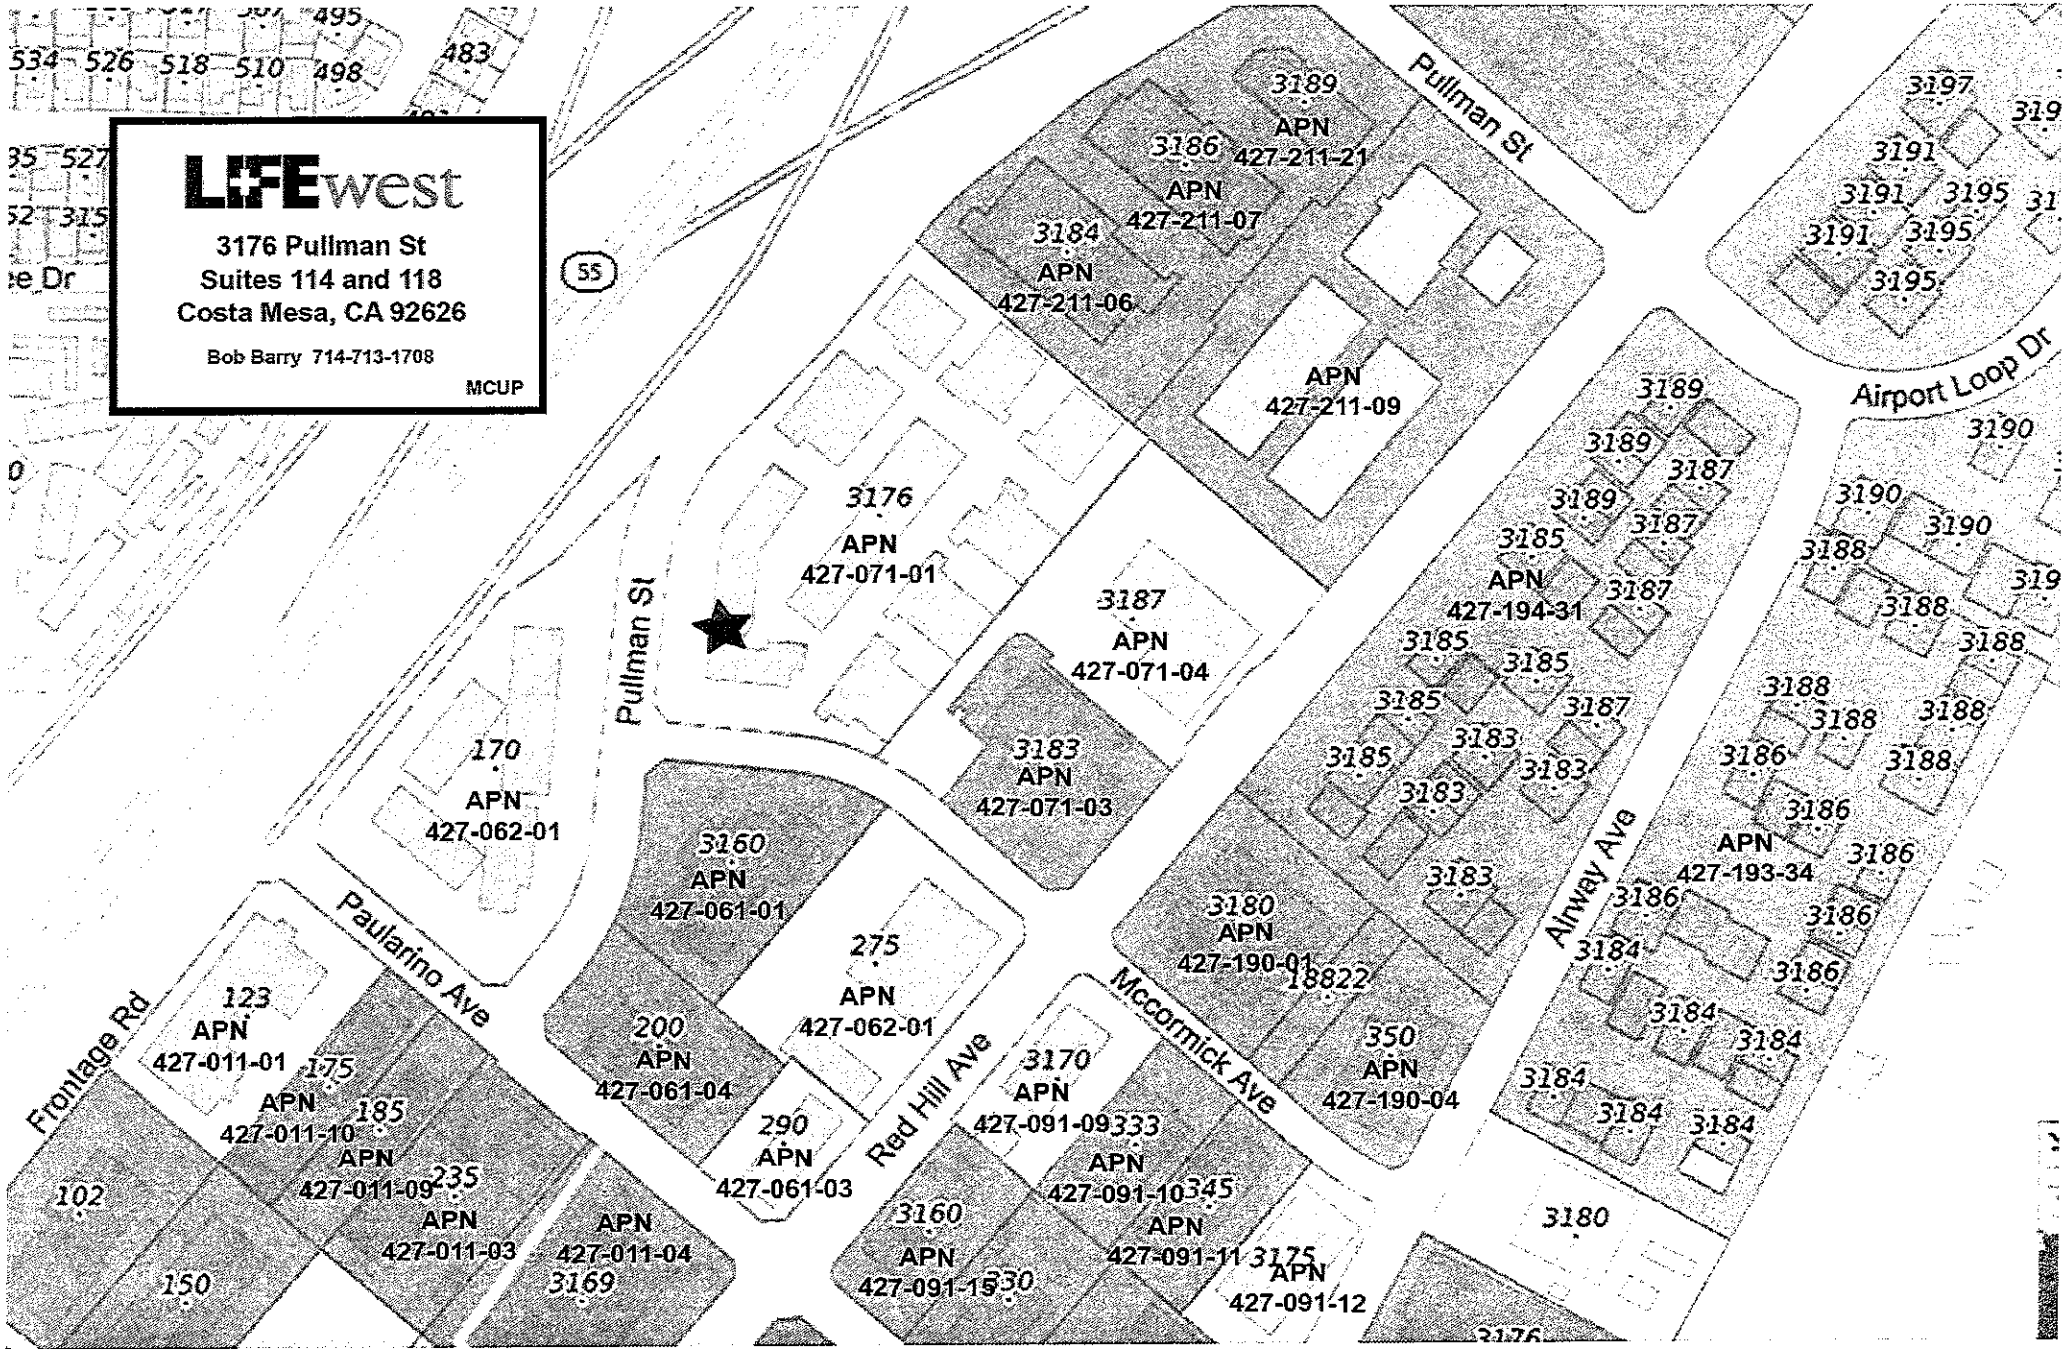 495
534
526
518
510
498
483
527
315
ee Dr
LIFEwest
3176 Pullman St
Suites 114 and 118
Costa Mesa, CA 92626
Bob Barry 714-713-1708
MCUP
55
Pullman St
3189
APN
427-211-21
3186
APN
427-211-07
3184
APN
427-211-06
APN
427-211-09
3197
319
3191
3191
3195
31
3191
3195
3195
Airport Loop Dr
3176
APN
427-071-01
Pullman St
3187
APN
427-071-04
3183
APN
427-071-03
3189
3189
3187
3189
3187
3185
APN
427-194-31
3187
3185
3185
3185
3187
3185
3183
3183
3183
3183
3190
3190
3190
3188
319
3188
3188
3188
3188
3188
3186
3188
3186
APN
427-193-34
3186
3186
3186
3184
3186
3184
3184
3184
3184
3184
Airway Ave
170
APN
427-062-01
3160
APN
427-061-01
275
APN
427-062-01
200
APN
427-061-04
290
APN
427-061-03
3180
APN
427-190-01
18822
350
APN
427-190-04
Mccormick Ave
Paularino Ave
Frontage Rd
Red Hill Ave
123
APN
427-011-01
175
APN
427-011-10
185
APN
427-011-09
235
APN
427-011-03
APN
427-011-04
3169
102
150
3170
APN
427-091-09
333
APN
427-091-10
345
APN
427-091-11
3160
APN
427-091-15
330
3175
APN
427-091-12
3180
3176